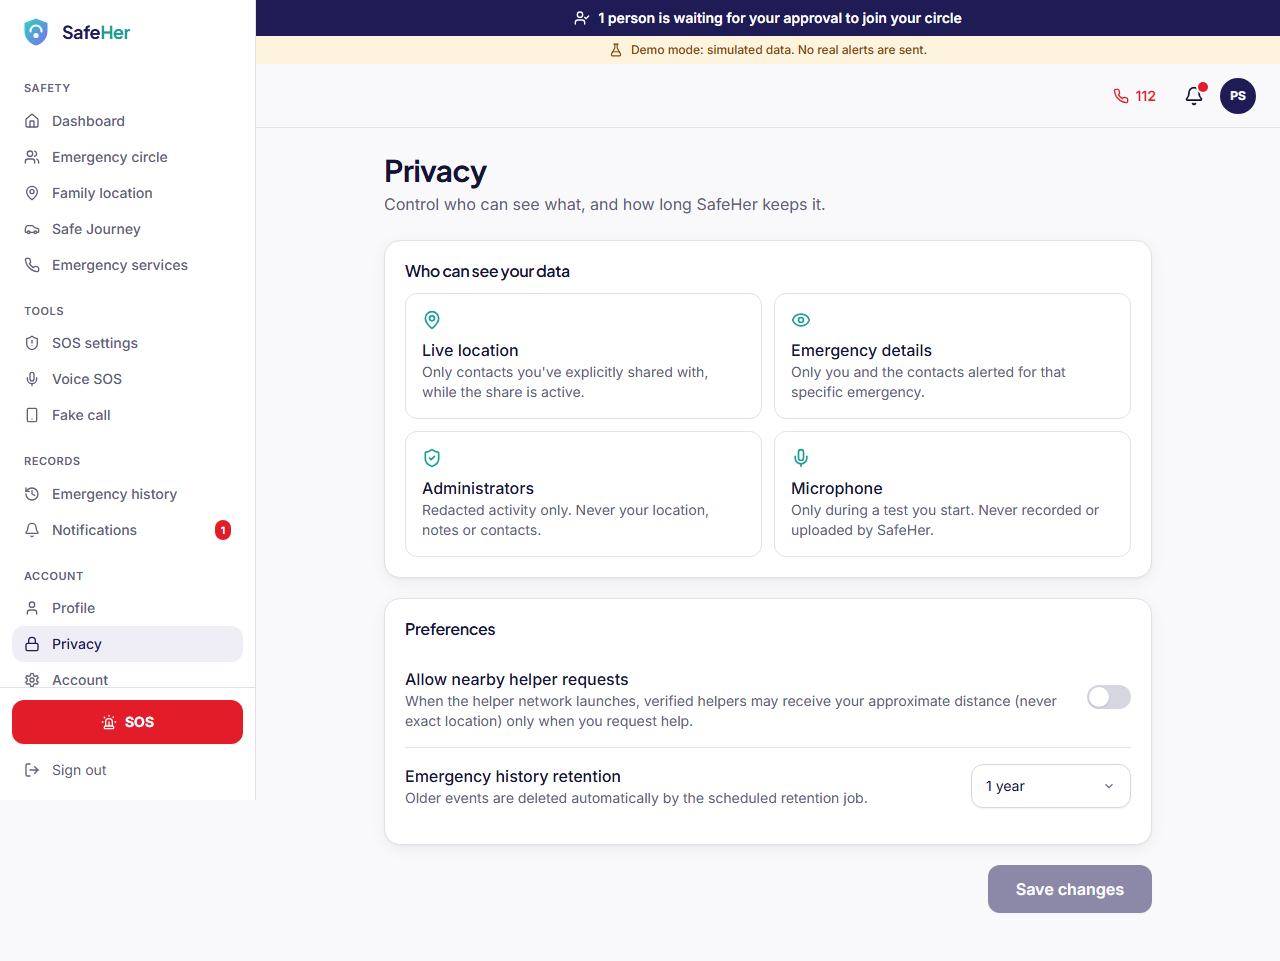 SafeHer
1 person is waiting for your approval to join your circle
Demo mode: simulated data. No real alerts are sent.
112
PS
SAFETY
Dashboard
Emergency circle
Family location
Safe Journey
Emergency services
TOOLS
SOS settings
Voice SOS
Fake call
RECORDS
Emergency history
Notifications
1
ACCOUNT
Profile
Privacy
Account
SOS
Sign out
Privacy
Control who can see what, and how long SafeHer keeps it.
Who can see your data
Live location
Only contacts you've explicitly shared with,
while the share is active.
Emergency details
Only you and the contacts alerted for that
specific emergency.
Administrators
Redacted activity only. Never your location,
notes or contacts.
Microphone
Only during a test you start. Never recorded or
uploaded by SafeHer.
Preferences
Allow nearby helper requests
When the helper network launches, verified helpers may receive your approximate distance (never
exact location) only when you request help.
Emergency history retention
Older events are deleted automatically by the scheduled retention job.
1 year
Save changes